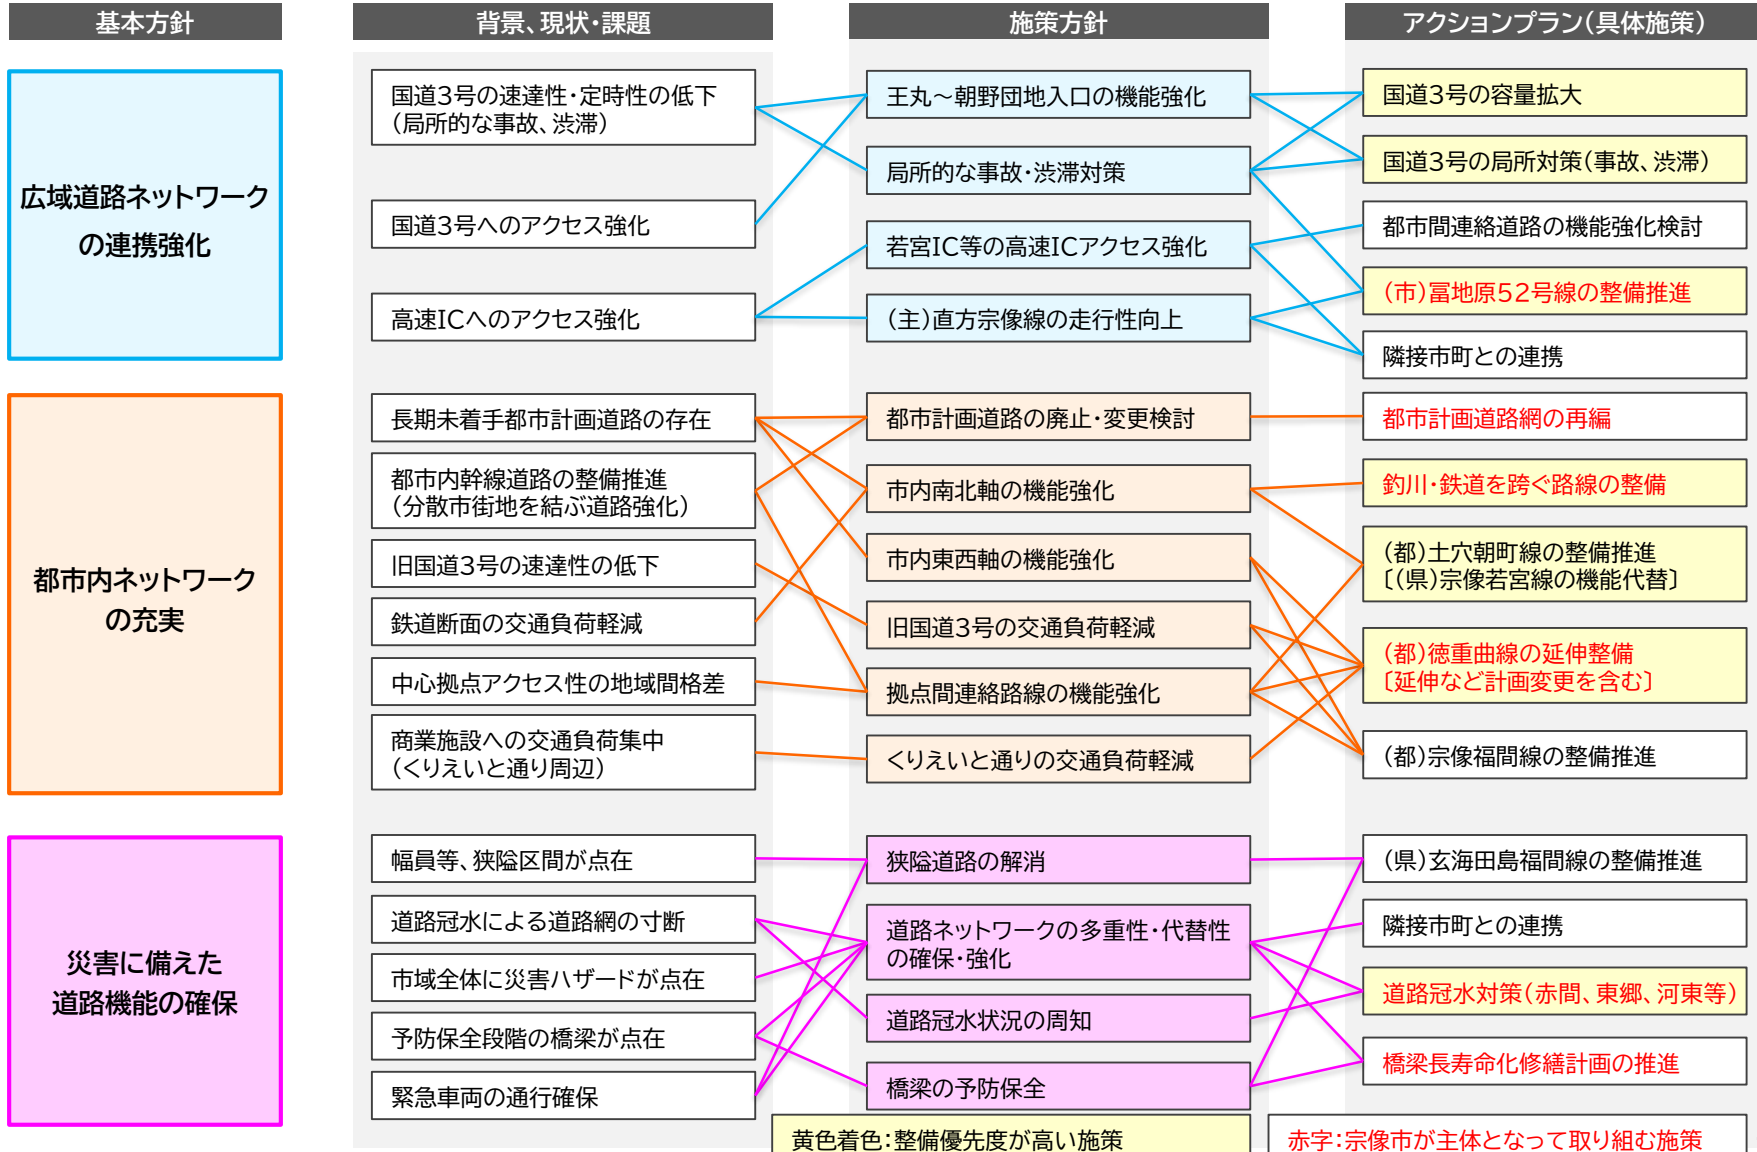 基本方針
背景、現状・課題
施策方針
アクションプラン(具体施策)
広域道路ネットワーク
の連携強化
国道3号の速達性・定時性の低下
(局所的な事故、渋滞)
国道3号へのアクセス強化
高速ICへのアクセス強化
王丸～朝野団地入口の機能強化
局所的な事故・渋滞対策
若宮IC等の高速ICアクセス強化
(主)直方宗像線の走行性向上
国道3号の容量拡大
国道3号の局所対策(事故、渋滞)
都市間連絡道路の機能強化検討
(市)冨地原52号線の整備推進
隣接市町との連携
都市内ネットワーク
の充実
長期未着手都市計画道路の存在
都市内幹線道路の整備推進
(分散市街地を結ぶ道路強化)
旧国道3号の速達性の低下
鉄道断面の交通負荷軽減
中心拠点アクセス性の地域間格差
商業施設への交通負荷集中
(くりえいと通り周辺)
都市計画道路の廃止・変更検討
市内南北軸の機能強化
市内東西軸の機能強化
旧国道3号の交通負荷軽減
拠点間連絡路線の機能強化
くりえいと通りの交通負荷軽減
都市計画道路網の再編
釣川・鉄道を跨ぐ路線の整備
(都)土穴朝町線の整備推進
〔(県)宗像若宮線の機能代替〕
(都)徳重曲線の延伸整備
〔延伸など計画変更を含む〕
(都)宗像福間線の整備推進
災害に備えた
道路機能の確保
幅員等、狭隘区間が点在
道路冠水による道路網の寸断
市域全体に災害ハザードが点在
予防保全段階の橋梁が点在
緊急車両の通行確保
狭隘道路の解消
道路ネットワークの多重性・代替性
の確保・強化
道路冠水状況の周知
橋梁の予防保全
(県)玄海田島福間線の整備推進
隣接市町との連携
道路冠水対策(赤間、東郷、河東等)
橋梁長寿命化修繕計画の推進
黄色着色：整備優先度が高い施策
赤字：宗像市が主体となって取り組む施策